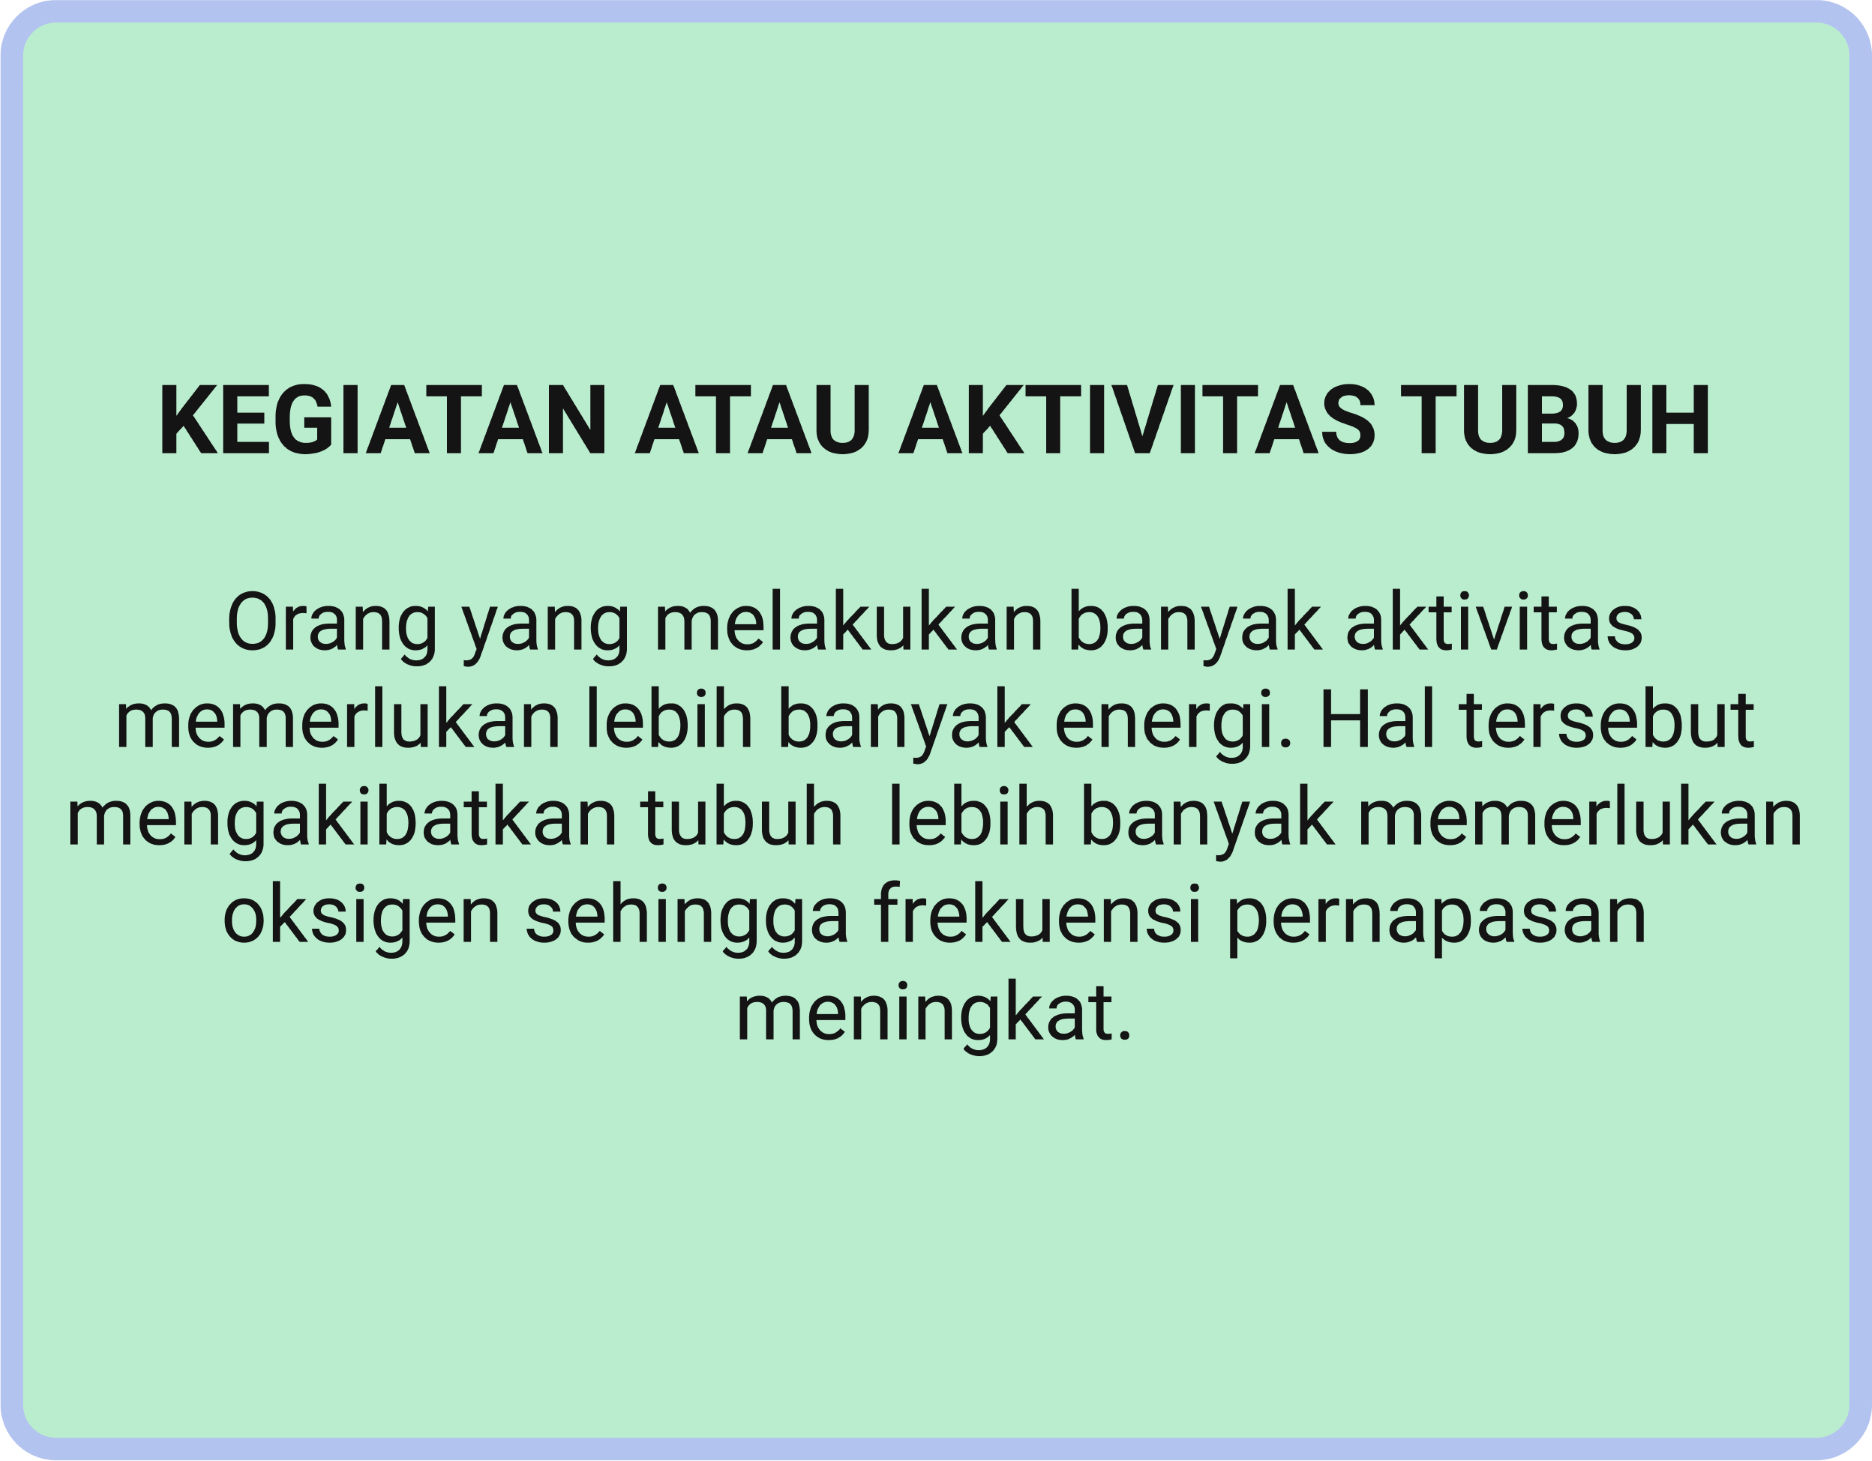 KEGIATAN ATAU AKTIVITAS TUBUH
Orang yang melakukan banyak aktivitas
memerlukan lebih banyak energi. Hal tersebut
mengakibatkan tubuh  lebih banyak memerlukan
oksigen sehingga frekuensi pernapasan
meningkat.